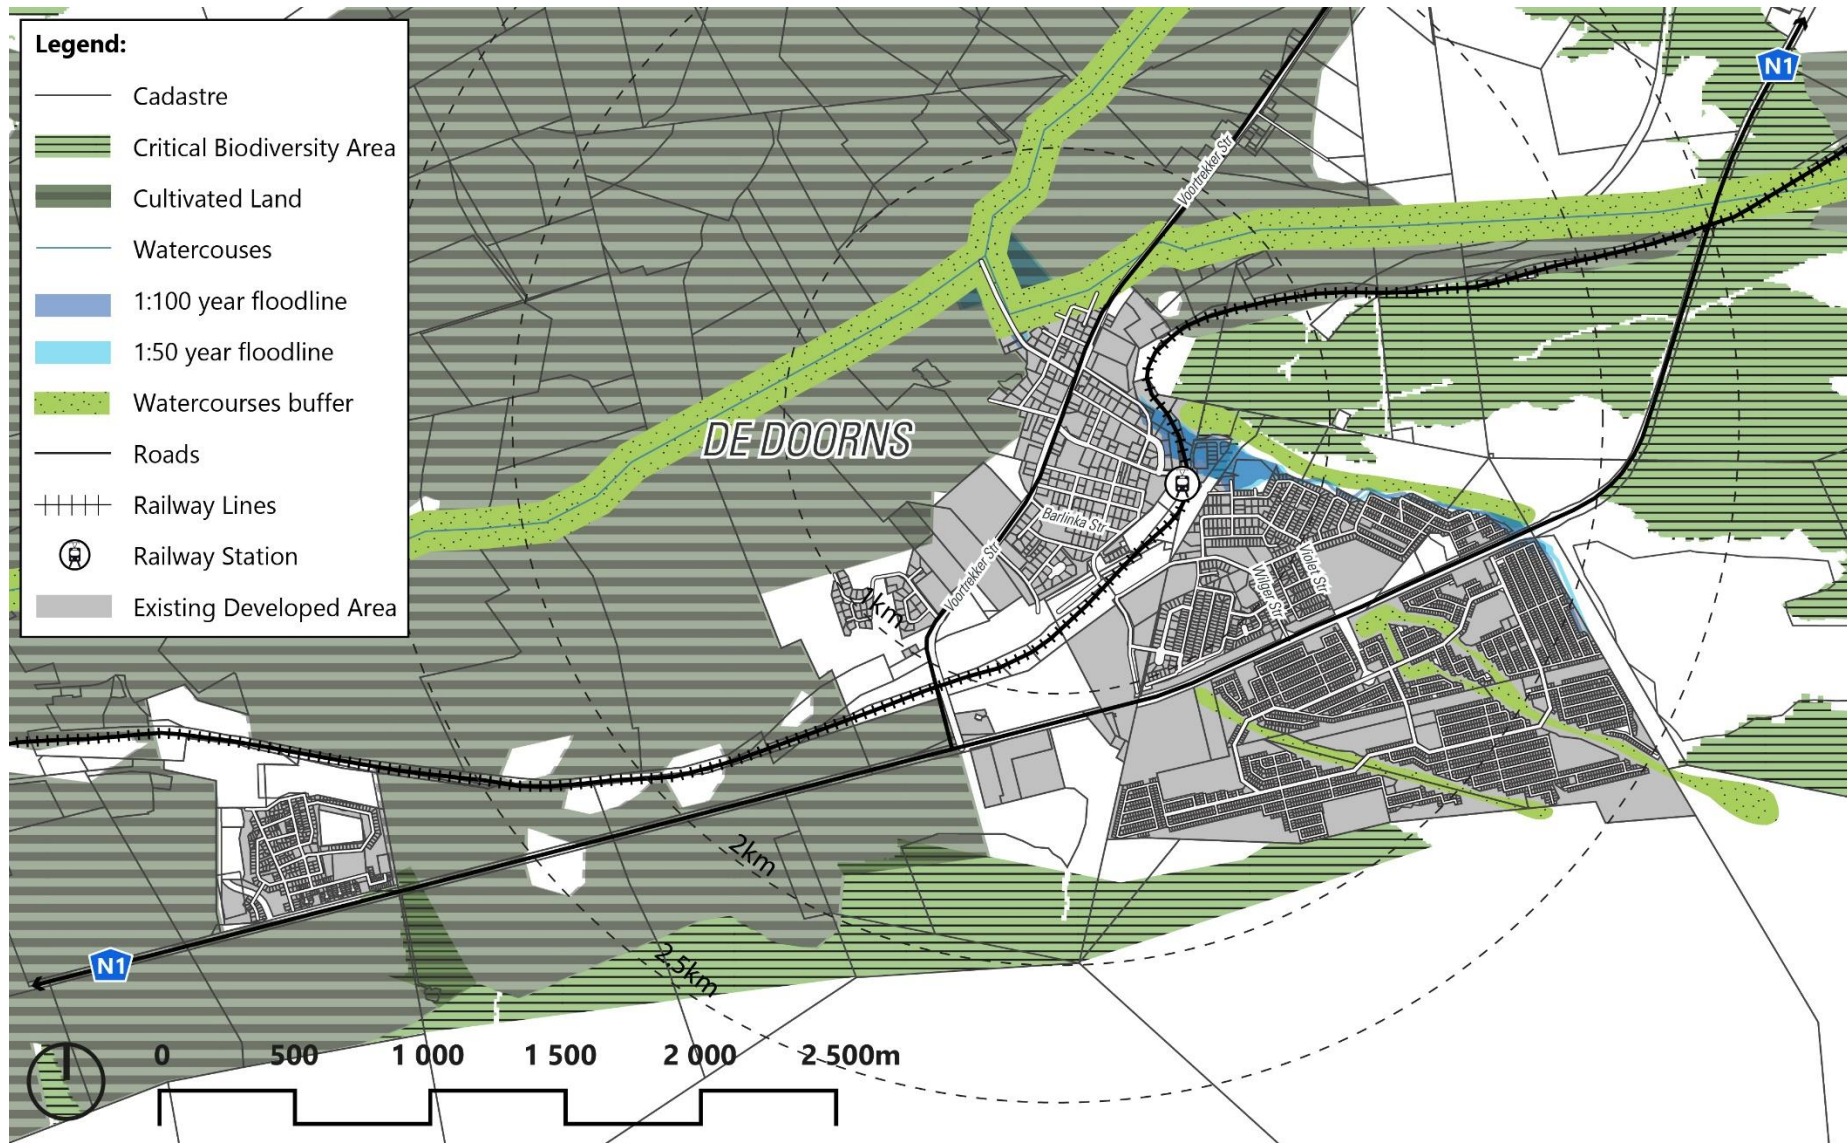 Legend:
Cadastre
Critical Biodiversity Area
Cultivated Land
Watercouses
1:100 year floodline
1:50 year floodline
Watercourses buffer
Roads
Railway Lines
Railway Station
Existing Developed Area
N1
Voortrekker Str
DE DOORNS
Barlinka Str
Violet Str
Wilger Str
Voortrekker Str
1km
2km
2.5km
N1
0 500 1 000 1 500 2 000 2 500m